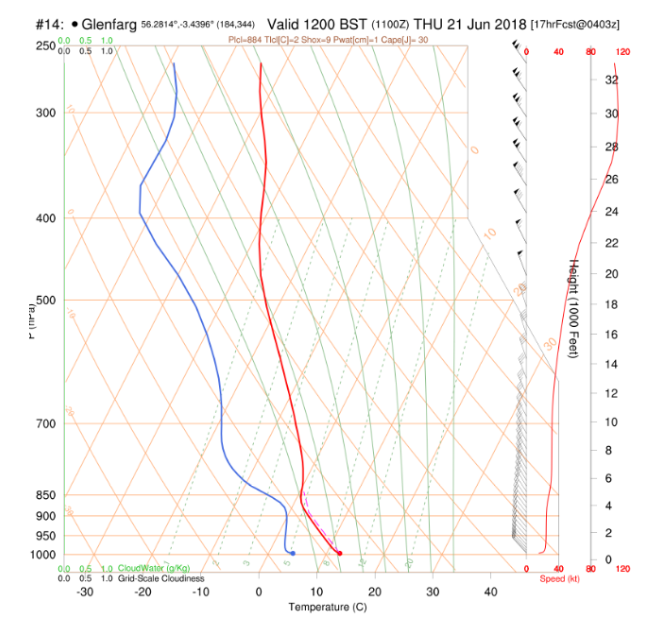 #14: • Glenfarg 56.2814°,-3.4396° (184,344) Valid 1200 BST (1100Z) THU 21 Jun 2018 [17hrFcst@0403z]
Plcl=884 Tlcl[C]=2 Shox=9 Pwat[cm]=1 Cape[J]= 30
0.0 0.5 1.0
0.0 0.5 1.0
250
300
400
500
P (hPa)
700
850
900
950
1000
0
10
20
30
0 40 80 120
32
30
28
26
24
22
20
18
16
14
12
10
8
6
4
2
0
Height (1000 Feet)
0.0 0.5 1.0 CloudWater (g/Kg)
0.0 0.5 1.0 Grid-Scale Cloudiness
0 40 80 120
Speed (kt)
-30 -20 -10 0 10 20 30 40
Temperature (C)